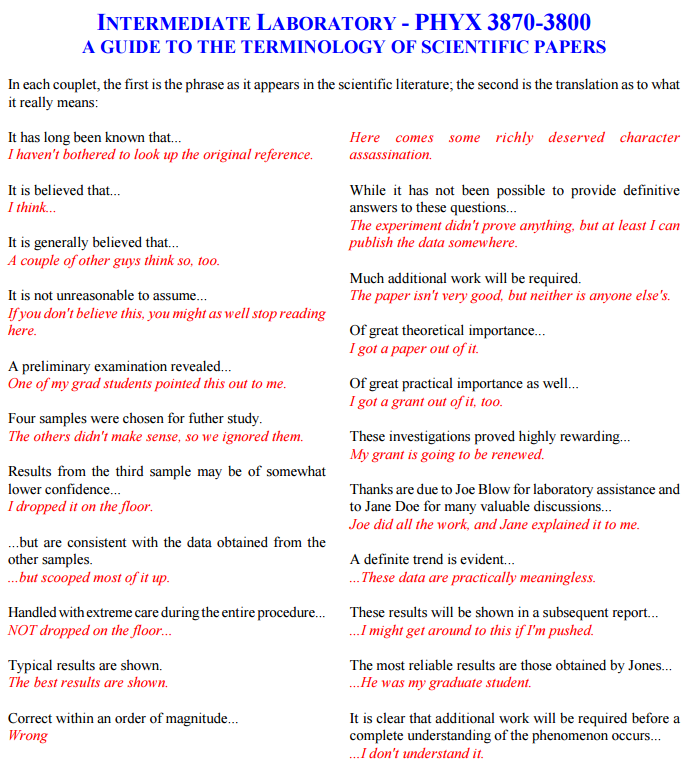 INTERMEDIATE LABORATORY - PHYX 3870-3800
A GUIDE TO THE TERMINOLOGY OF SCIENTIFIC PAPERS
In each couplet, the first is the phrase as it appears in the scientific literature; the second is the translation as to what
it really means:
It has long been known that...
I haven't bothered to look up the original reference.
It is believed that...
I think...
It is generally believed that...
A couple of other guys think so, too.
It is not unreasonable to assume...
If you don't believe this, you might as well stop reading
here.
A preliminary examination revealed...
One of my grad students pointed this out to me.
Four samples were chosen for futher study.
The others didn't make sense, so we ignored them.
Results from the third sample may be of somewhat
lower confidence...
I dropped it on the floor.
...but are consistent with the data obtained from the
other samples.
...but scooped most of it up.
Handled with extreme care during the entire procedure...
NOT dropped on the floor...
Typical results are shown.
The best results are shown.
Correct within an order of magnitude...
Wrong
Here comes some richly deserved character
assassination.
While it has not been possible to provide definitive
answers to these questions...
The experiment didn't prove anything, but at least I can
publish the data somewhere.
Much additional work will be required.
The paper isn't very good, but neither is anyone else's.
Of great theoretical importance...
I got a paper out of it.
Of great practical importance as well...
I got a grant out of it, too.
These investigations proved highly rewarding...
My grant is going to be renewed.
Thanks are due to Joe Blow for laboratory assistance and
to Jane Doe for many valuable discussions...
Joe did all the work, and Jane explained it to me.
A definite trend is evident...
...These data are practically meaningless.
These results will be shown in a subsequent report...
...I might get around to this if I'm pushed.
The most reliable results are those obtained by Jones...
...He was my graduate student.
It is clear that additional work will be required before a
complete understanding of the phenomenon occurs...
...I don't understand it.